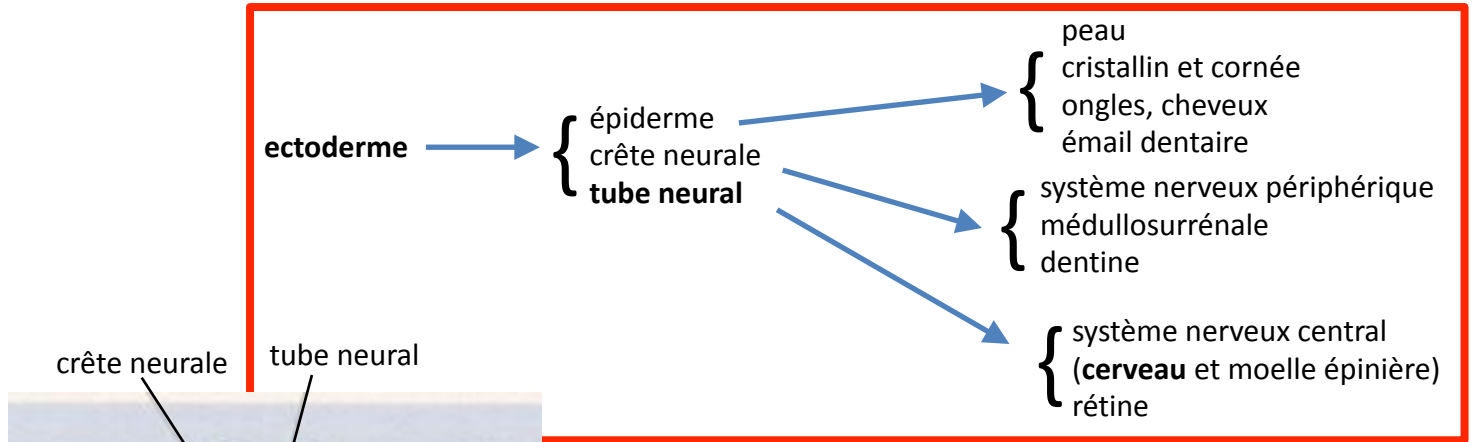 ectoderme
épiderme
crête neurale
tube neural
peau
cristallin et cornée
ongles, cheveux
émail dentaire
système nerveux périphérique
médullosurrénale
dentine
système nerveux central
(cerveau et moelle épinière)
rétine
crête neurale
tube neural